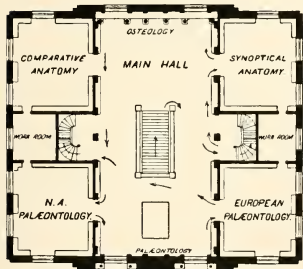 OSTEOLOGY
COMPARATIVE
ANATOMY
MAIN HALL
SYNOPTICAL
ANATOMY
WORK ROOM
WORK ROOM
N.A.
PALÆONTOLOGY.
EUROPEAN
PALÆONTOLOGY.
PALÆONTOLOGY